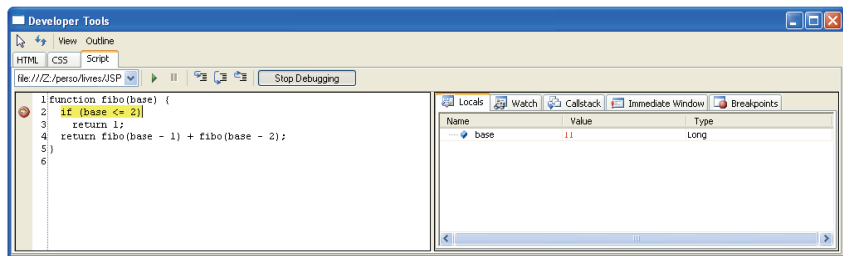 Developer Tools
View Outline
HTML CSS Script
file:///Z:/perso/livres/JSP Stop Debugging
1 function fibo(base) {
2 if (base <= 2)
3 return 1;
4 return fibo(base - 1) + fibo(base - 2);
5 }
6
Locals Watch Callstack Immediate Window Breakpoints
Name Value Type
base 11 Long